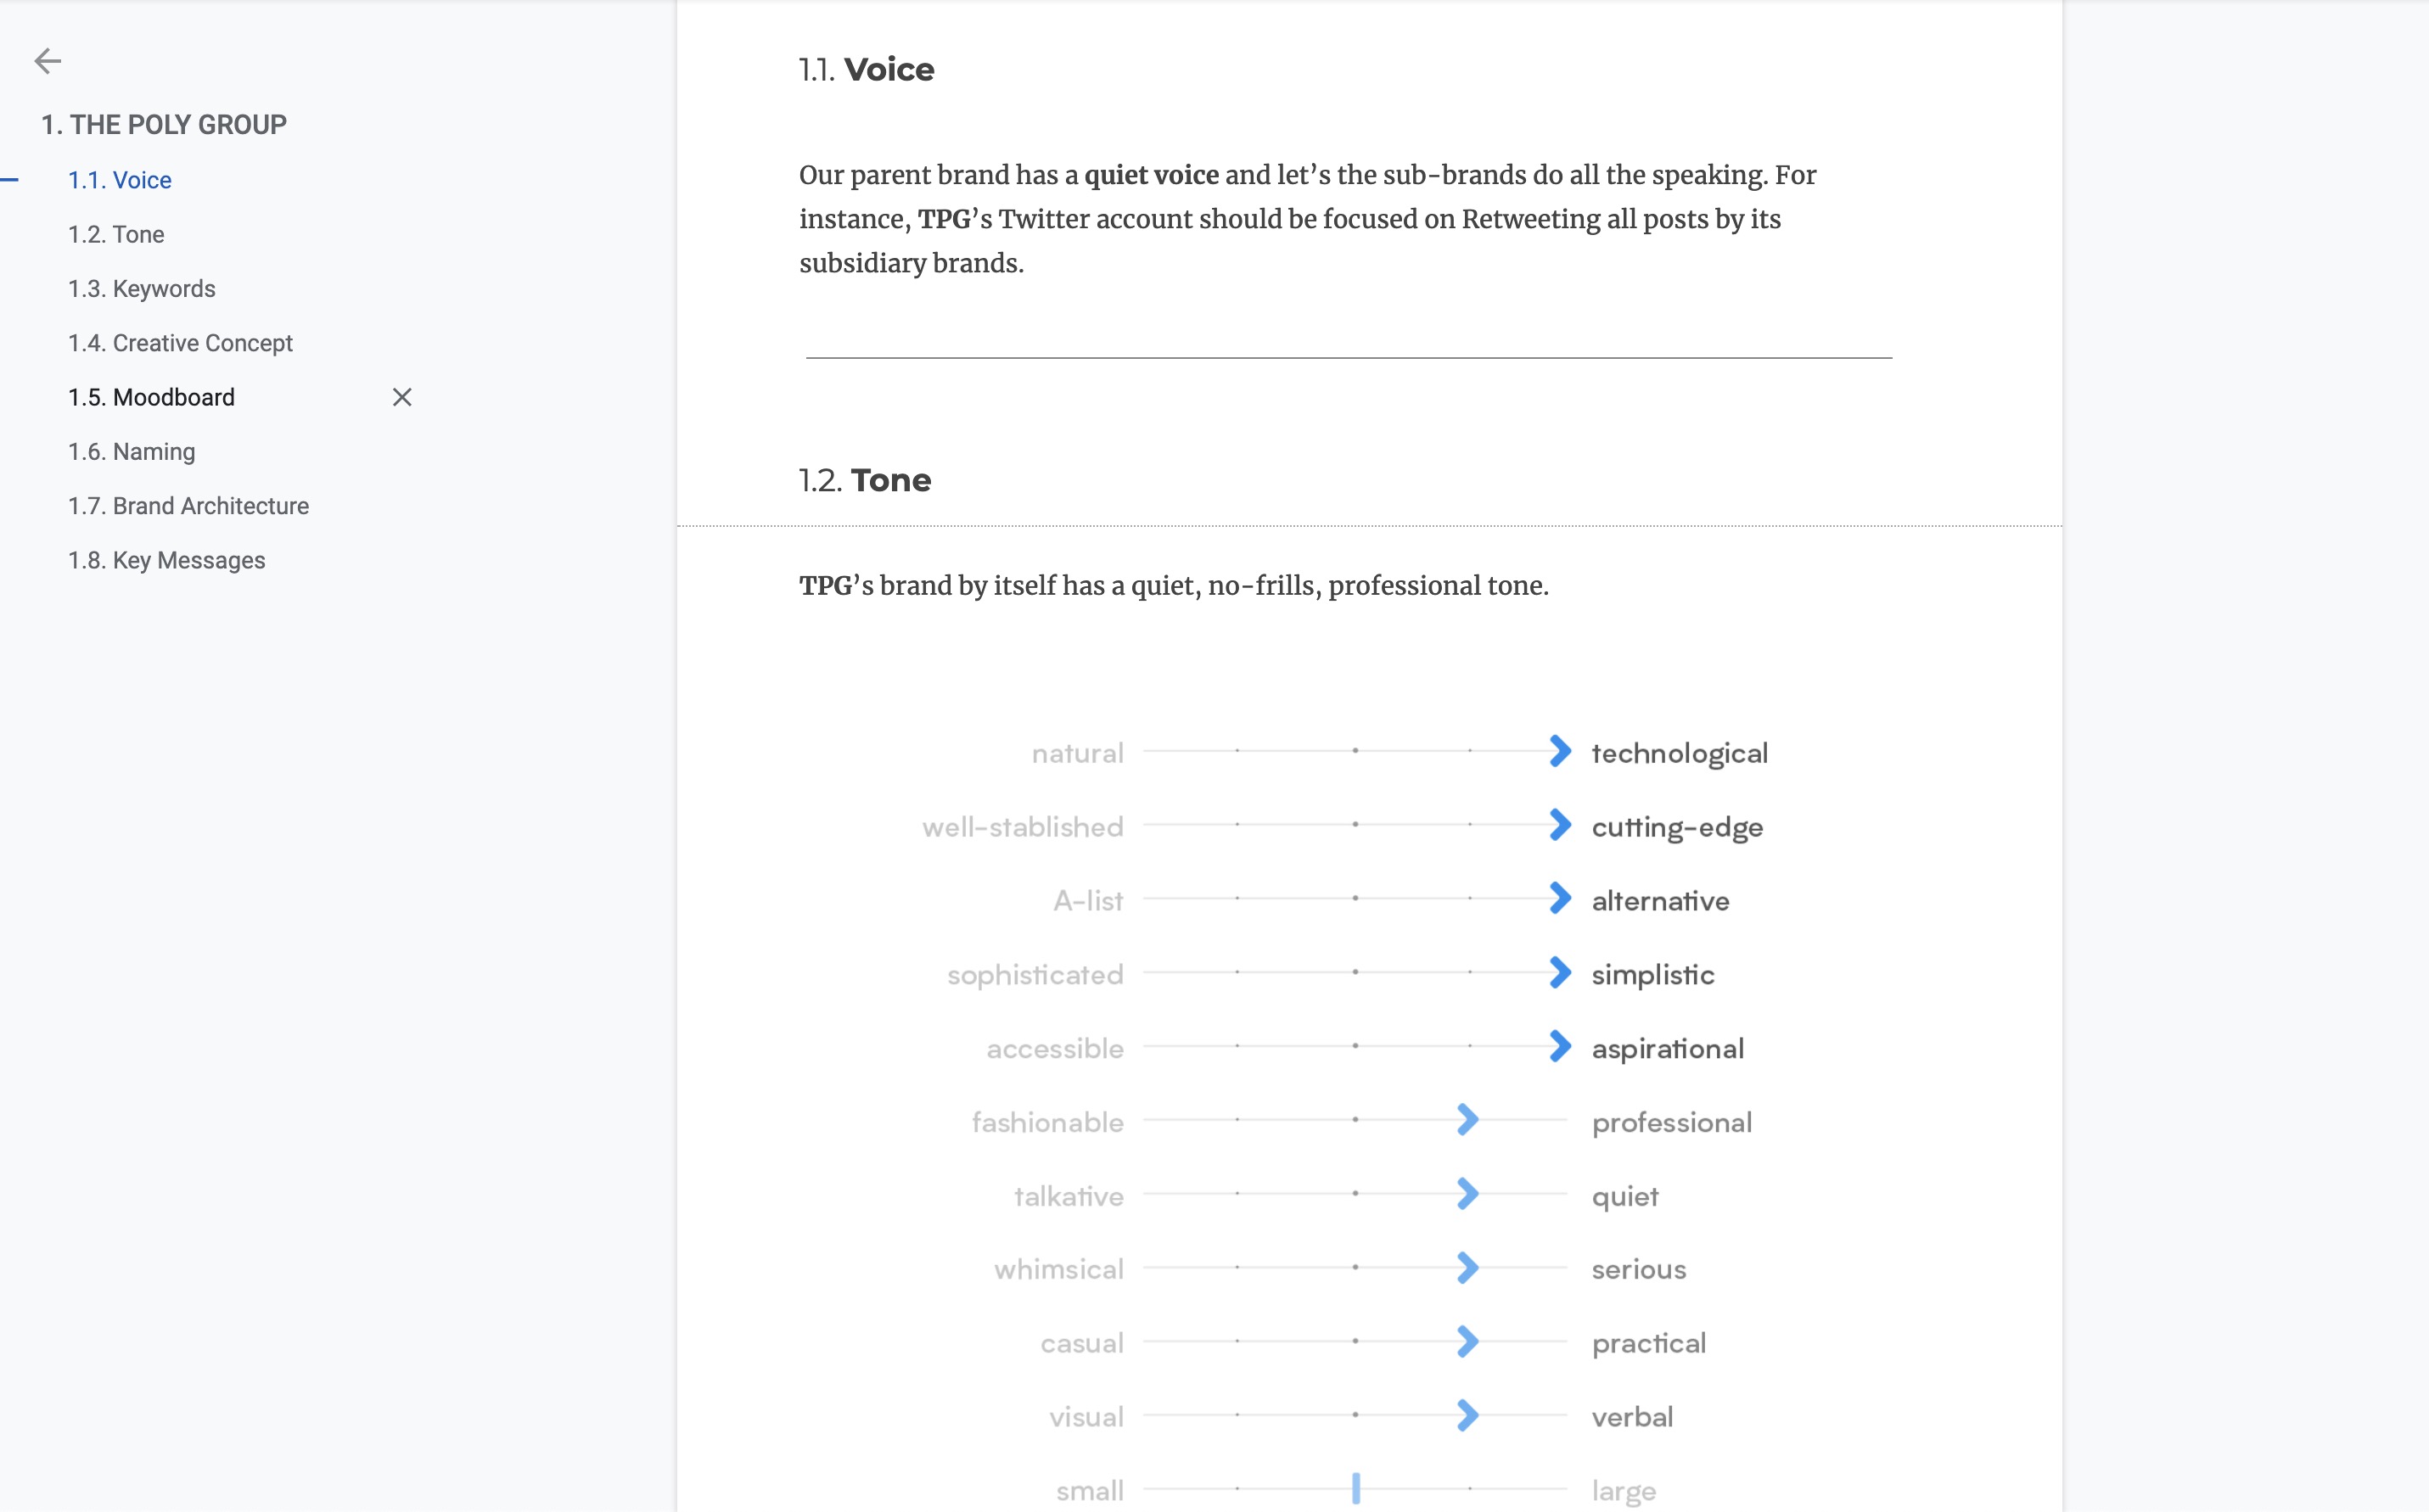 1. THE POLY GROUP
1.1. Voice
1.2. Tone
1.3. Keywords
1.4. Creative Concept
1.5. Moodboard
1.6. Naming
1.7. Brand Architecture
1.8. Key Messages
1.1. Voice
Our parent brand has a quiet voice and let’s the sub-brands do all the speaking. For
instance, TPG’s Twitter account should be focused on Retweeting all posts by its
subsidiary brands.
1.2. Tone
TPG’s brand by itself has a quiet, no-frills, professional tone.
natural technological
well-stablished cutting-edge
A-list alternative
sophisticated simplistic
accessible aspirational
fashionable professional
talkative quiet
whimsical serious
casual practical
visual verbal
small large